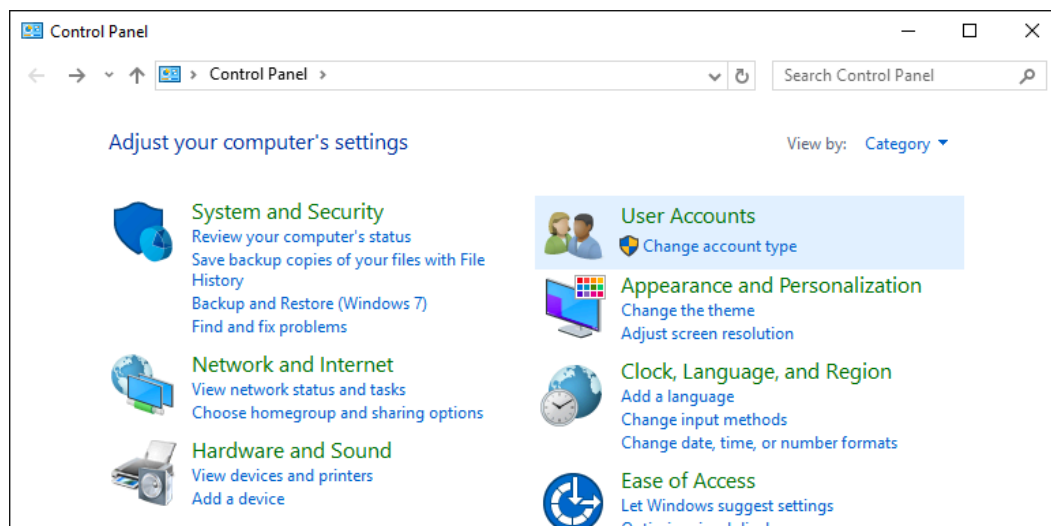 Control Panel
Control Panel
Search Control Panel
Adjust your computer's settings
View by: Category
System and Security
Review your computer's status
Save backup copies of your files with File
History
Backup and Restore (Windows 7)
Find and fix problems
Network and Internet
View network status and tasks
Choose homegroup and sharing options
Hardware and Sound
View devices and printers
Add a device
User Accounts
Change account type
Appearance and Personalization
Change the theme
Adjust screen resolution
Clock, Language, and Region
Add a language
Change input methods
Change date, time, or number formats
Ease of Access
Let Windows suggest settings